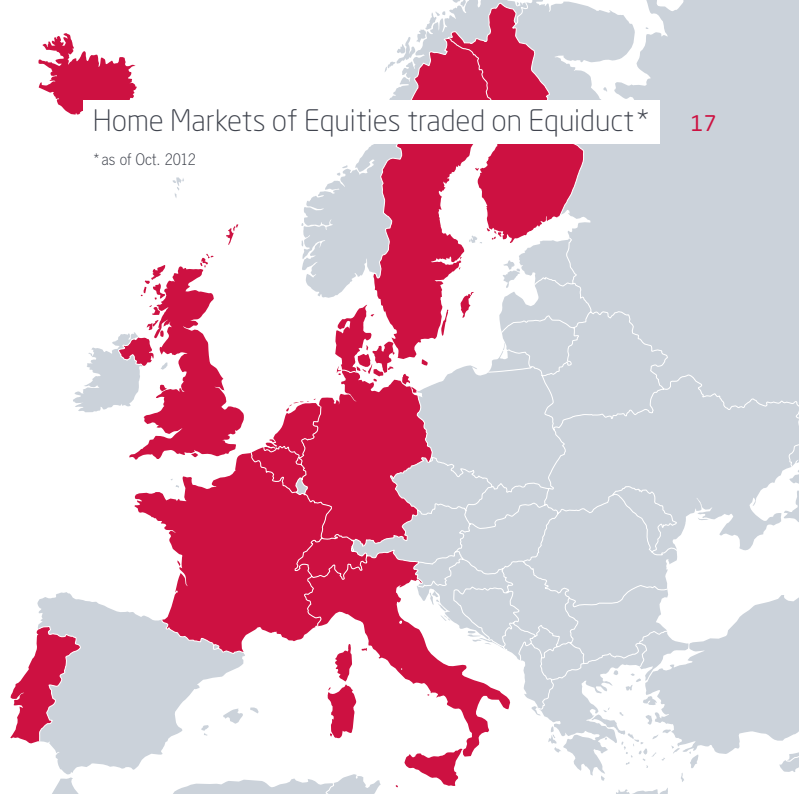 Home Markets of Equities traded on Equiduct* 17
*as of Oct. 2012